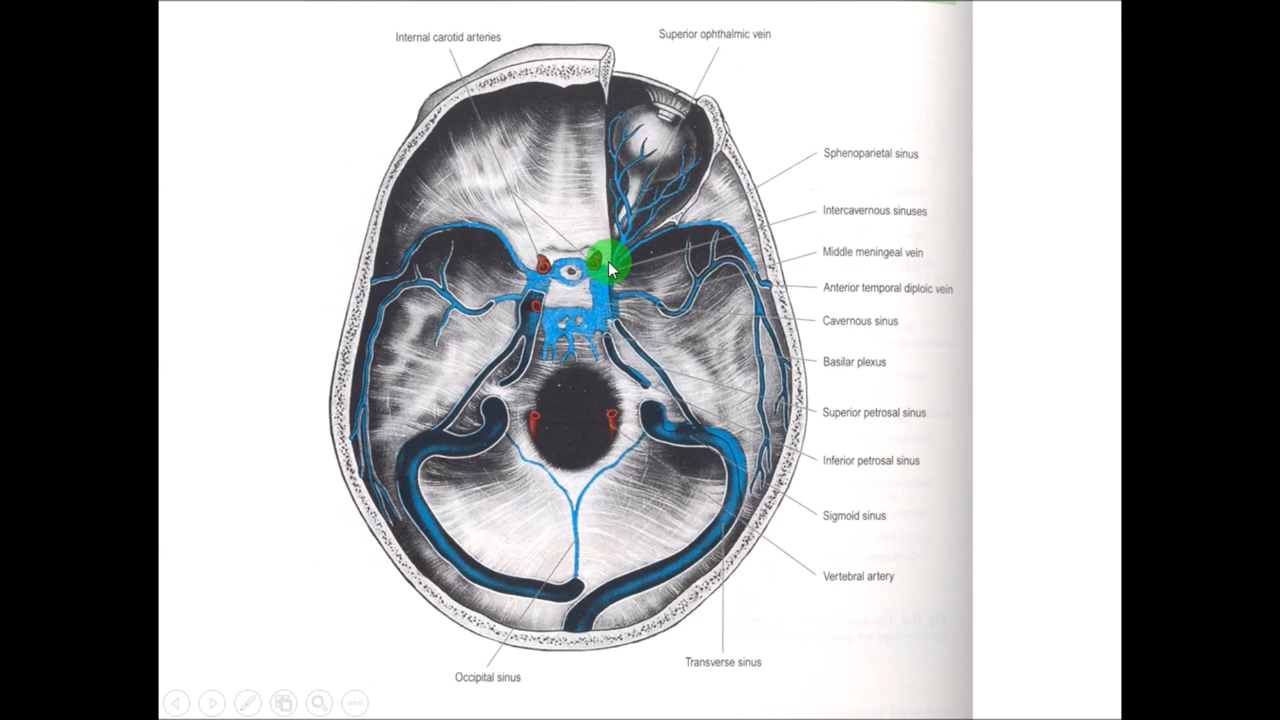 Internal carotid arteries
Superior ophthalmic vein
Sphenoparietal sinus
Intercavernous sinuses
Middle meningeal vein
Anterior temporal diploic vein
Cavernous sinus
Basilar plexus
Superior petrosal sinus
Inferior petrosal sinus
Sigmoid sinus
Vertebral artery
Transverse sinus
Occipital sinus